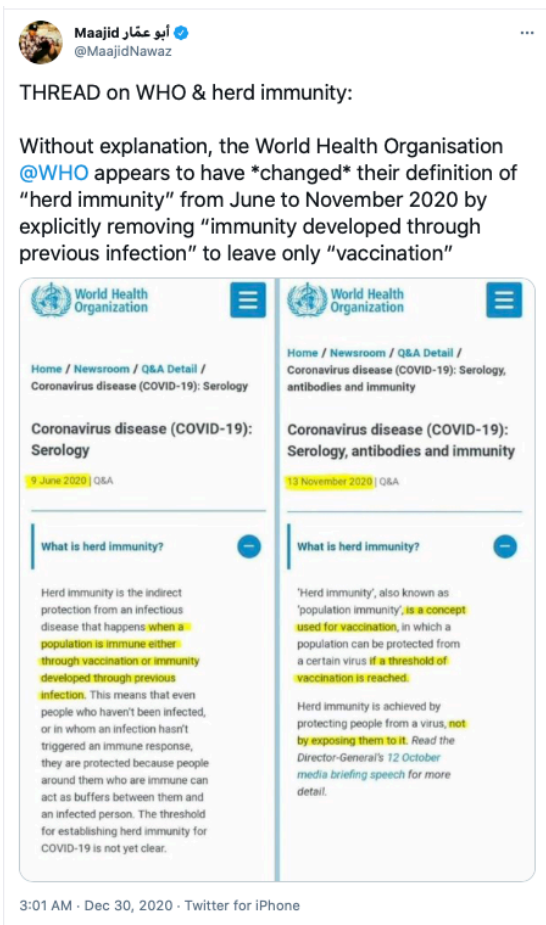 Maajid أبو عمّار
@MaajidNawaz
THREAD on WHO & herd immunity:
Without explanation, the World Health Organisation
@WHO appears to have *changed* their definition of
“herd immunity” from June to November 2020 by
explicitly removing “immunity developed through
previous infection” to leave only “vaccination”
World Health
Organization
Home / Newsroom / Q&A Detail /
Coronavirus disease (COVID-19): Serology
Coronavirus disease (COVID-19):
Serology
9 June 2020 | Q&A
What is herd immunity?
Herd immunity is the indirect
protection from an infectious
disease that happens when a
population is immune either
through vaccination or immunity
developed through previous
infection. This means that even
people who haven't been infected,
or in whom an infection hasn't
triggered an immune response,
they are protected because people
around them who are immune can
act as buffers between them and
an infected person. The threshold
for establishing herd immunity for
COVID-19 is not yet clear.
World Health
Organization
Home / Newsroom / Q&A Detail /
Coronavirus disease (COVID-19): Serology,
antibodies and immunity
Coronavirus disease (COVID-19):
Serology, antibodies and immunity
13 November 2020 | Q&A
What is herd immunity?
'Herd immunity', also known as
'population immunity', is a concept
used for vaccination, in which a
population can be protected from
a certain virus if a threshold of
vaccination is reached.
Herd immunity is achieved by
protecting people from a virus, not
by exposing them to it. Read the
Director-General's 12 October
media briefing speech for more
detail.
3:01 AM · Dec 30, 2020 · Twitter for iPhone